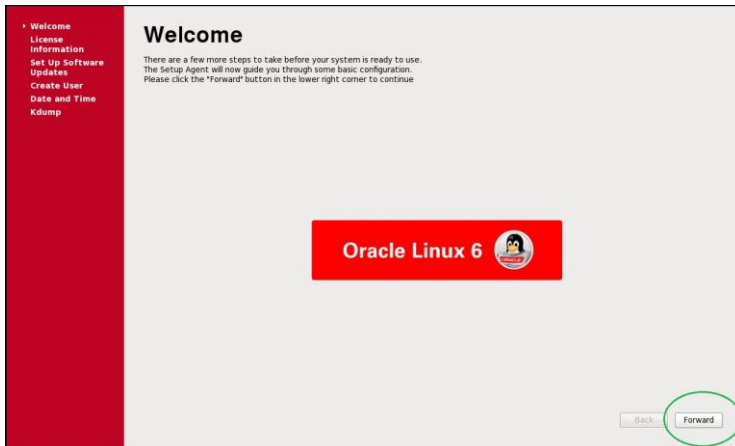 Welcome
License
Information
Set Up Software
Updates
Create User
Date and Time
Kdump
Welcome
There are a few more steps to take before your system is ready to use.
The Setup Agent will now guide you through some basic configuration.
Please click the "Forward" button in the lower right corner to continue
Oracle Linux 6
ORACLE
Back
Forward